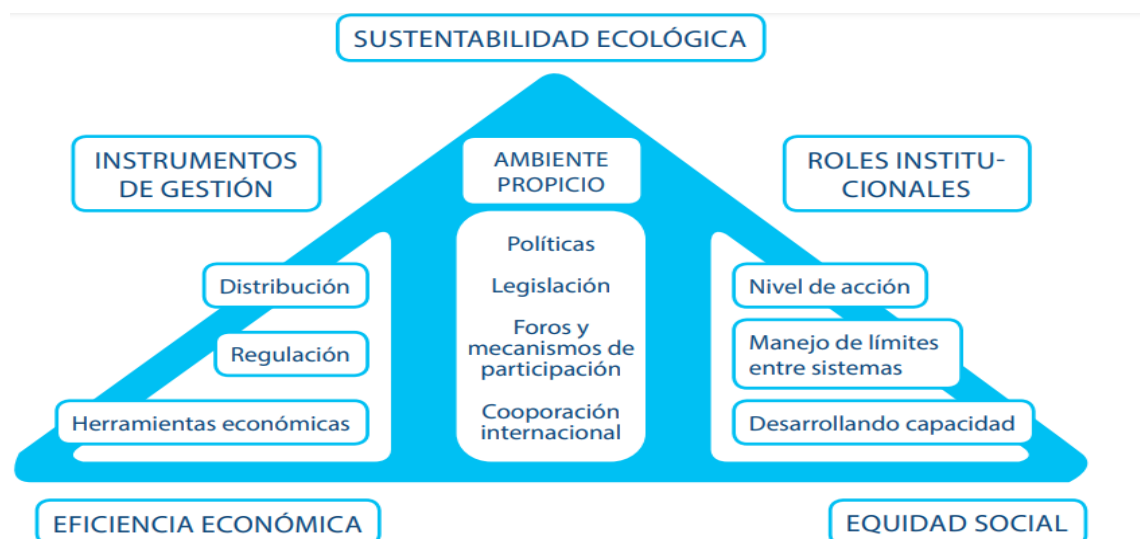 SUSTENTABILIDAD ECOLÓGICA
INSTRUMENTOS
DE GESTIÓN
AMBIENTE
PROPICIO
ROLES INSTITU-
CIONALES
Distribución
Regulación
Herramientas económicas
Políticas
Legislación
Foros y
mecanismos de
participación
Cooporación
internacional
Nivel de acción
Manejo de límites
entre sistemas
Desarrollando capacidad
EFICIENCIA ECONÓMICA
EQUIDAD SOCIAL